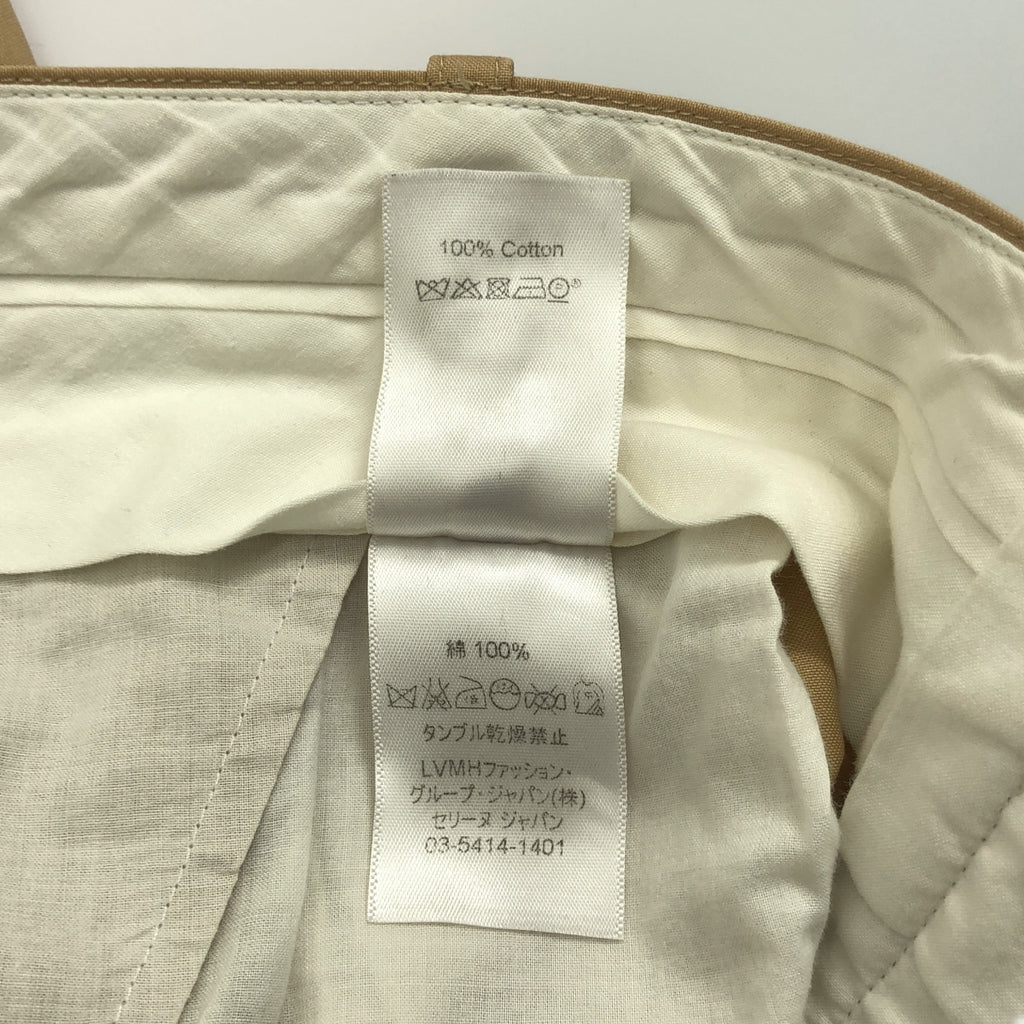 100% Cotton
綿 100%
タンブル乾燥禁止
LVMHファッション・
グループ・ジャパン(株)
セリーヌ ジャパン
03-5414-1401